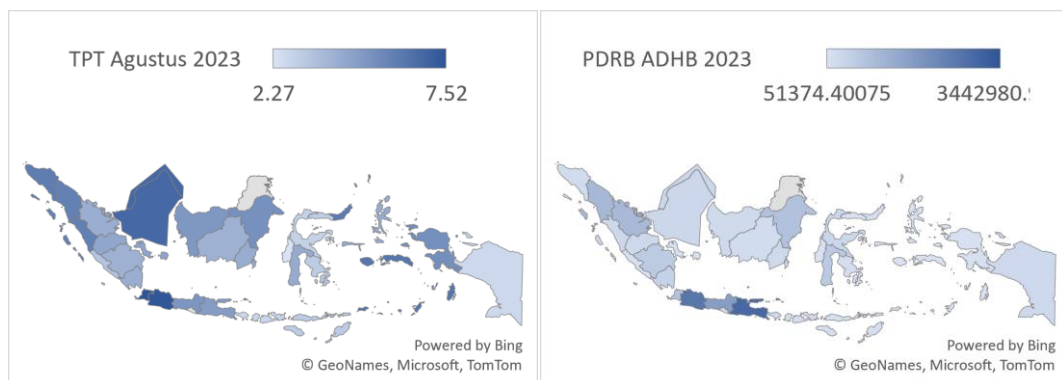 TPT Agustus 2023
2.27 7.52
Powered by Bing
© GeoNames, Microsoft, TomTom
PDRB ADHB 2023
51374.40075 3442980.
Powered by Bing
© GeoNames, Microsoft, TomTom